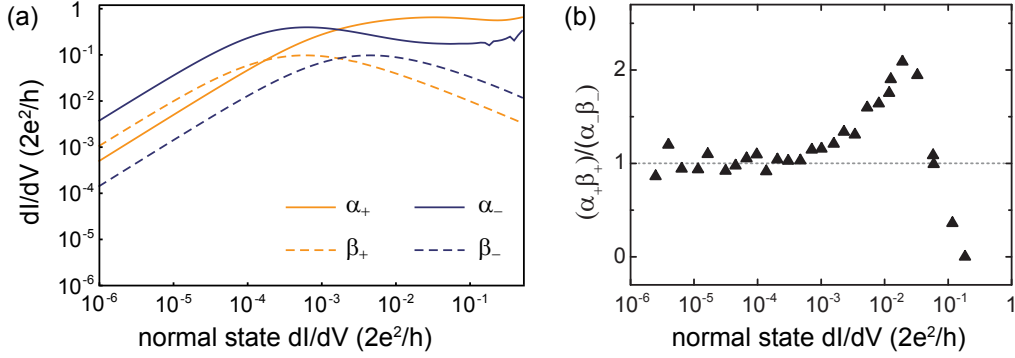 (a)
dI/dV (2e²/h)
1
10⁻¹
10⁻²
10⁻³
10⁻⁴
10⁻⁵
10⁻⁶
α₊ α₋
β₊ β₋
10⁻⁶ 10⁻⁵ 10⁻⁴ 10⁻³ 10⁻² 10⁻¹
normal state dI/dV (2e²/h)
(b)
(α₊β₊)/(α₋β₋)
2
1
0
10⁻⁶ 10⁻⁵ 10⁻⁴ 10⁻³ 10⁻² 10⁻¹ 1
normal state dI/dV (2e²/h)